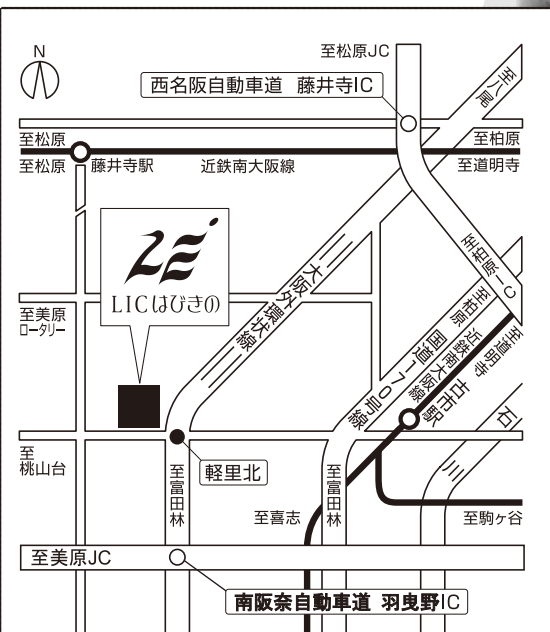 N
至松原JC
至八尾
西名阪自動車道 藤井寺IC
至松原
至柏原
至松原
藤井寺駅
近鉄南大阪線
至道明寺
LICはびきの
大阪外環状線
至柏原IC
至美原
ロータリー
至柏原
近鉄南大阪線
至道明寺
国道170号線
古市駅
石川
至
桃山台
軽里北
至富田林
至富田林
至喜志
至駒ヶ谷
至美原JC
南阪奈自動車道 羽曳野IC